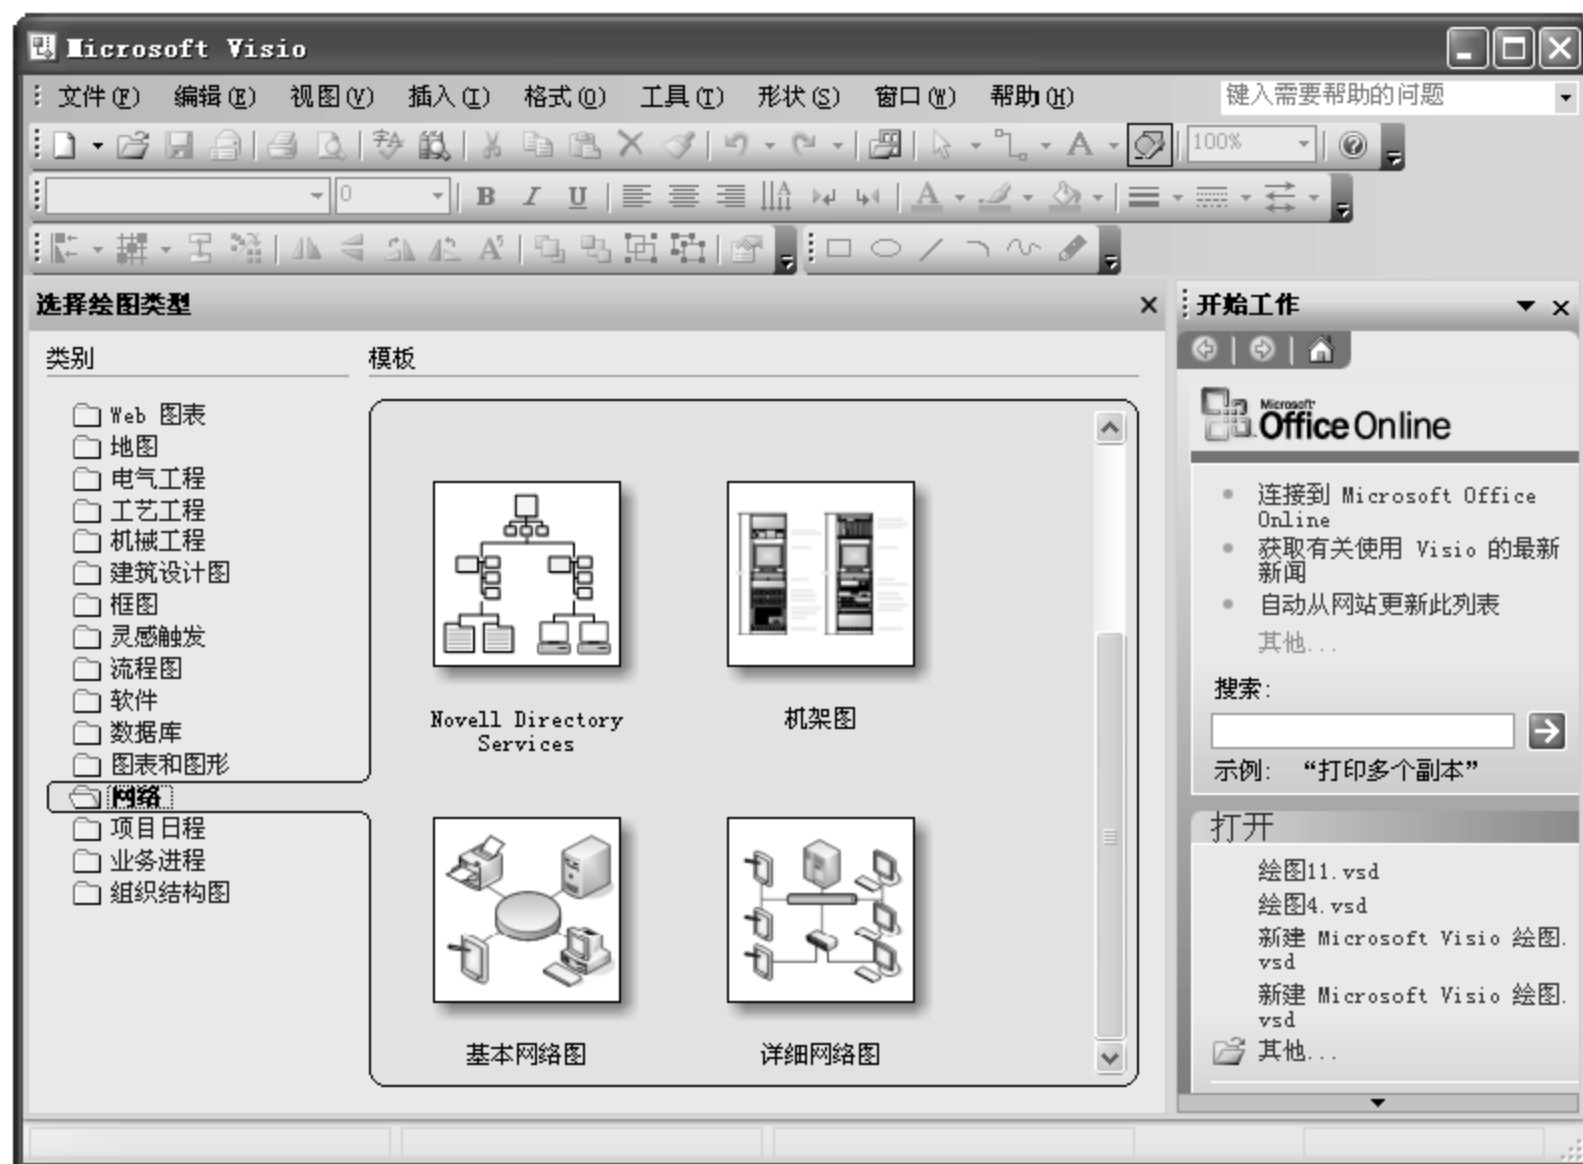 Microsoft Visio
文件(F) 编辑(E) 视图(V) 插入(I) 格式(O) 工具(T) 形状(S) 窗口(W) 帮助(H) 键入需要帮助的问题
100%
0 B I U A
选择绘图类型
类别
模板
Web 图表
地图
电气工程
工艺工程
机械工程
建筑设计图
框图
灵感触发
流程图
软件
数据库
图表和图形
网络
项目日程
业务进程
组织结构图
Novell Directory
Services
机架图
基本网络图
详细网络图
开始工作
Microsoft
Office Online
连接到 Microsoft Office
Online
获取有关使用 Visio 的最新
新闻
自动从网站更新此列表
其他...
搜索:
示例: “打印多个副本”
打开
绘图11.vsd
绘图4.vsd
新建 Microsoft Visio 绘图.
vsd
新建 Microsoft Visio 绘图.
vsd
其他...